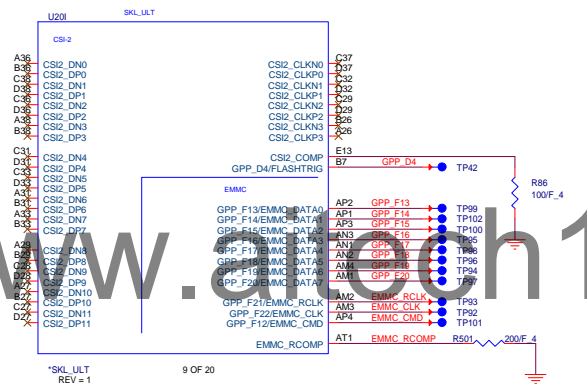 U20I
SKL_ULT
CSI-2
A36 CSI2_DN0
B36 CSI2_DP0
C38 CSI2_DN1
D38 CSI2_DP1
C36 CSI2_DN2
D36 CSI2_DP2
A38 CSI2_DN3
B38 CSI2_DP3
C31 CSI2_DN4
D31 CSI2_DP4
C33 CSI2_DN5
D33 CSI2_DP5
A31 CSI2_DN6
B31 CSI2_DP6
A33 CSI2_DN7
B33 CSI2_DP7
A29 CSI2_DN8
B29 CSI2_DP8
C28 CSI2_DN9
D28 CSI2_DP9
A27 CSI2_DN10
B27 CSI2_DP10
C27 CSI2_DN11
D27 CSI2_DP11
CSI2_CLKN0 C37
CSI2_CLKP0 D37
CSI2_CLKN1 C32
CSI2_CLKP1 D32
CSI2_CLKN2 C29
CSI2_CLKP2 D29
CSI2_CLKN3 B26
CSI2_CLKP3 A26
CSI2_COMP E13
GPP_D4/FLASHTRIG B7 GPP_D4 TP42
R86
100/F_4
EMMC
GPP_F13/EMMC_DATA0 AP2 GPP_F13 TP99
GPP_F14/EMMC_DATA1 AP1 GPP_F14 TP102
GPP_F15/EMMC_DATA2 AP3 GPP_F15 TP100
GPP_F16/EMMC_DATA3 AN3 GPP_F16 TP95
GPP_F17/EMMC_DATA4 AN1 GPP_F17 TP98
GPP_F18/EMMC_DATA5 AN2 GPP_F18 TP96
GPP_F19/EMMC_DATA6 AM4 GPP_F19 TP94
GPP_F20/EMMC_DATA7 AM1 GPP_F20 TP97
GPP_F21/EMMC_RCLK AM2 EMMC_RCLK TP93
GPP_F22/EMMC_CLK AM3 EMMC_CLK TP92
GPP_F12/EMMC_CMD AP4 EMMC_CMD TP101
EMMC_RCOMP AT1 EMMC_RCOMP R501 200/F_4
*SKL_ULT
REV = 1
9 OF 20
www.aitech1